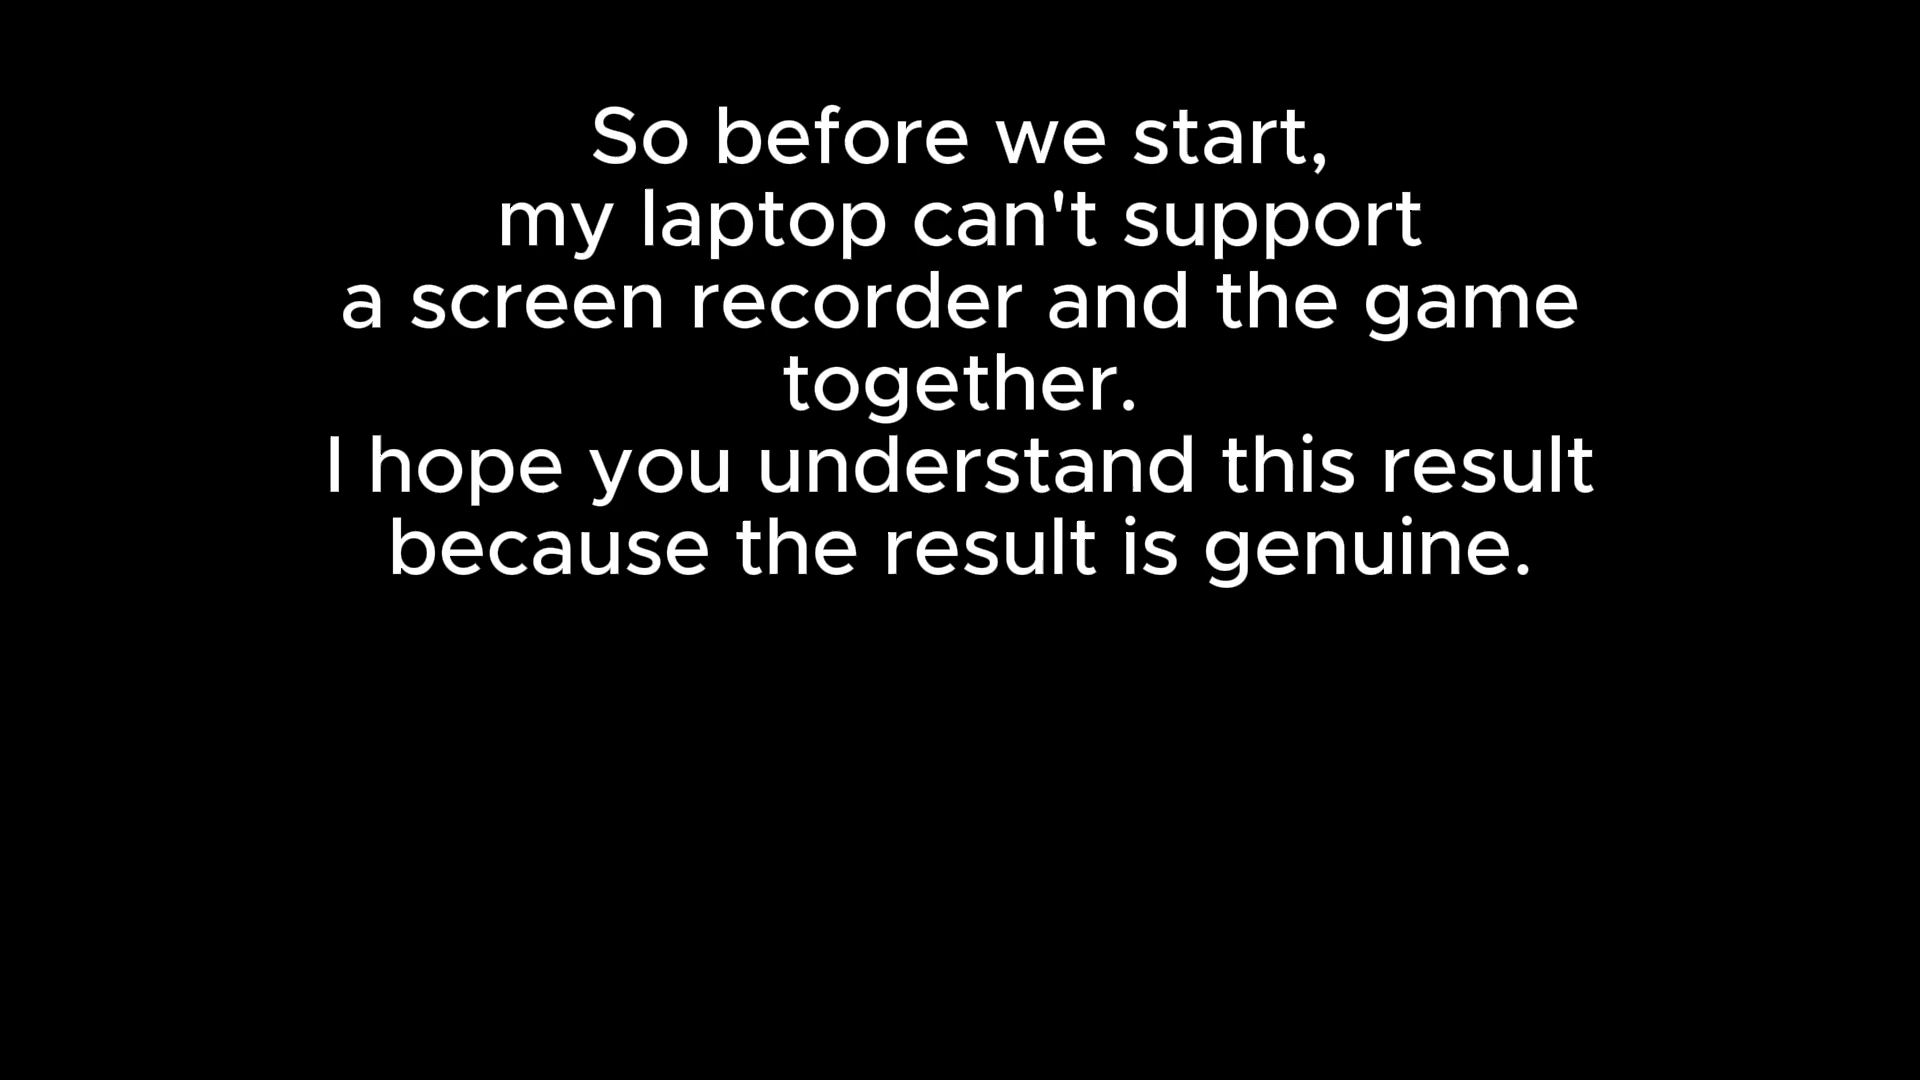 So before we start,
my laptop can't support
a screen recorder and the game
together.
I hope you understand this result
because the result is genuine.